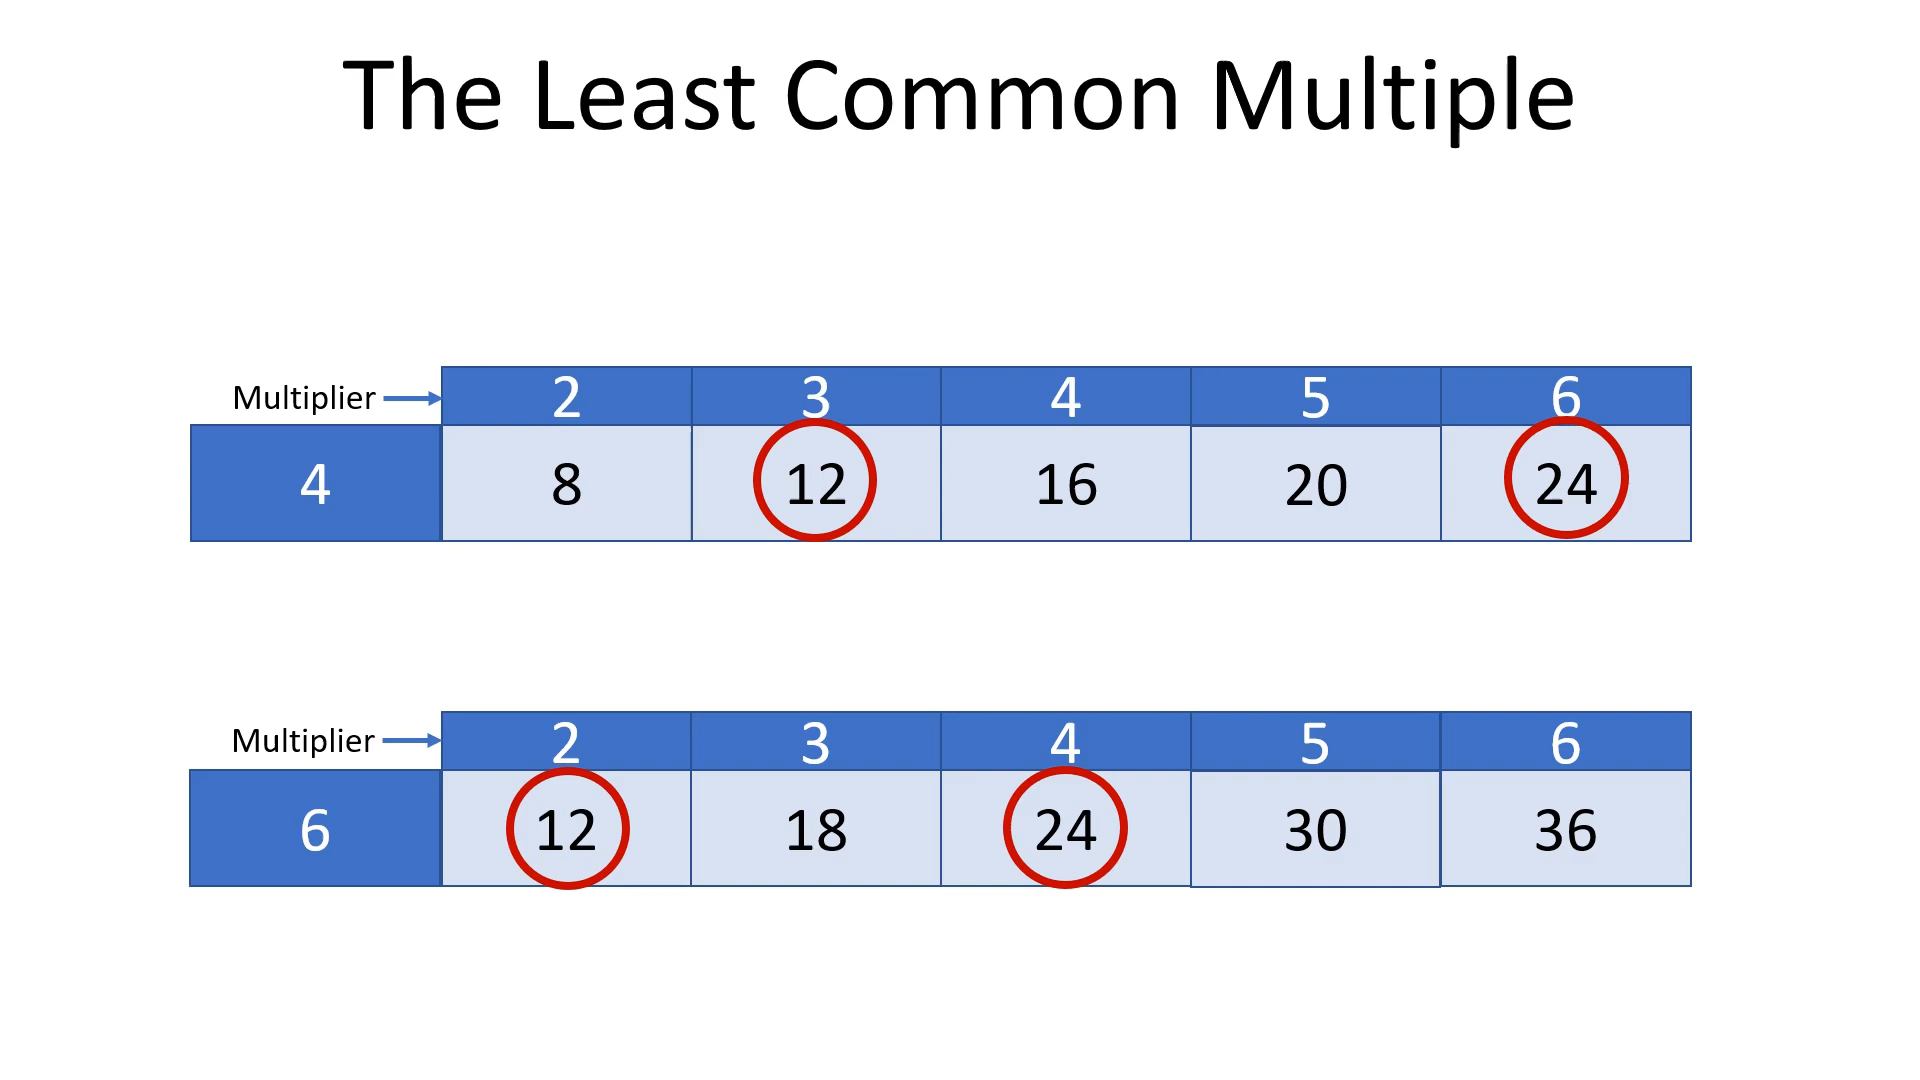 The Least Common Multiple
Multiplier 2 3 4 5 6
4 8 12 16 20 24
Multiplier 2 3 4 5 6
6 12 18 24 30 36